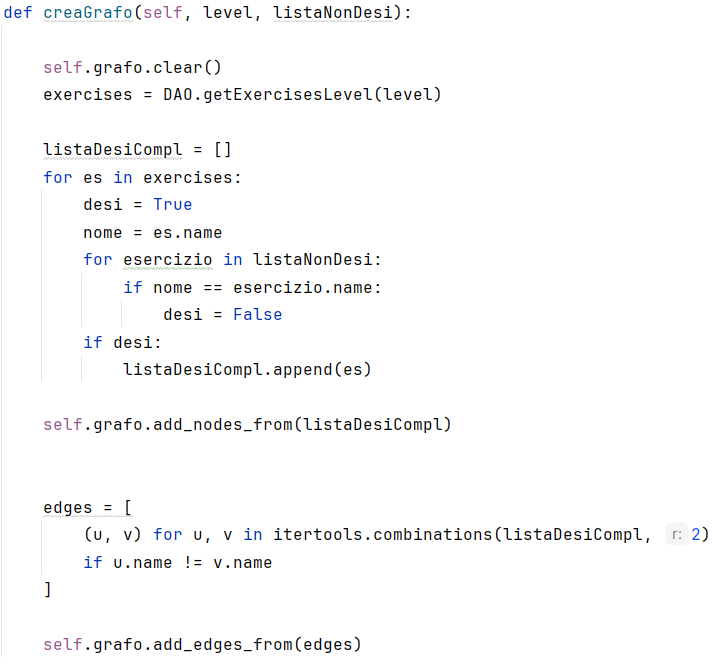 def creaGrafo(self, level, listaNonDesi):
self.grafo.clear()
exercises = DAO.getExercisesLevel(level)
listaDesiCompl = []
for es in exercises:
desi = True
nome = es.name
for esercizio in listaNonDesi:
if nome == esercizio.name:
desi = False
if desi:
listaDesiCompl.append(es)
self.grafo.add_nodes_from(listaDesiCompl)
edges = [
(u, v) for u, v in itertools.combinations(listaDesiCompl, r: 2)
if u.name != v.name
]
self.grafo.add_edges_from(edges)